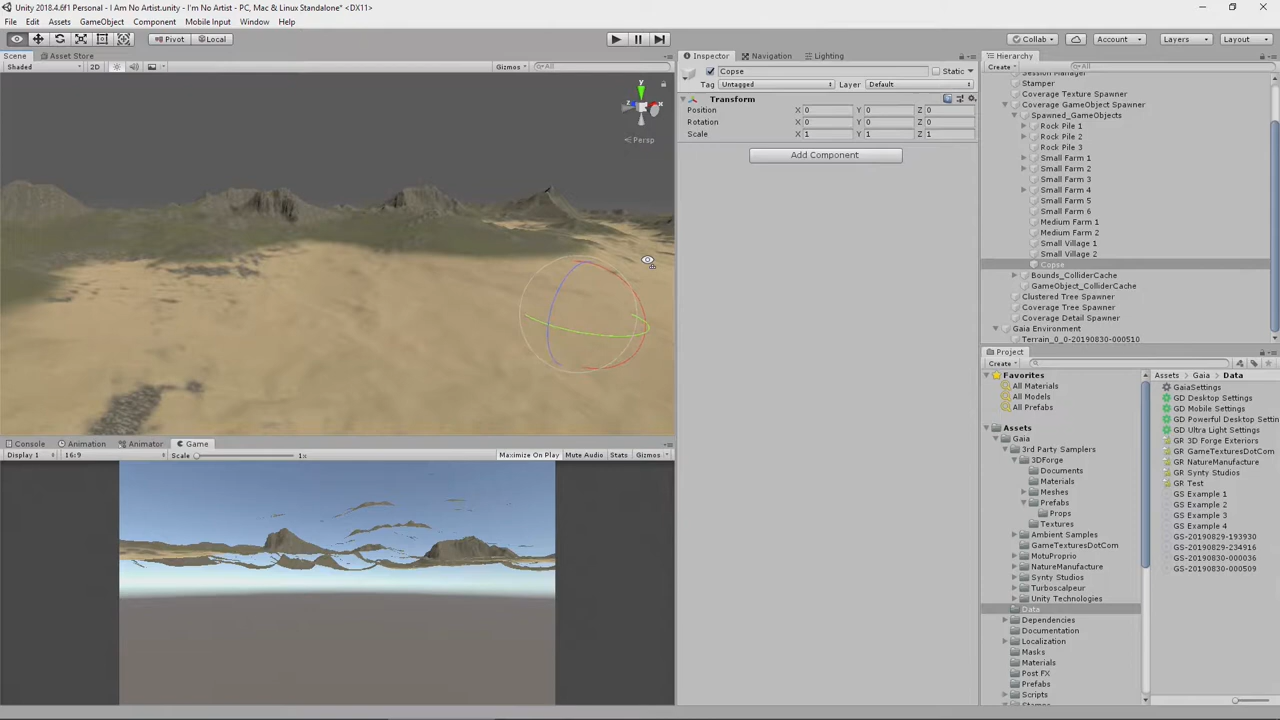 Unity 2018.4.6f1 Personal - I Am No Artist.unity - I'm No Artist - PC, Mac & Linux Standalone* <DX11>
File Edit Assets GameObject Component Mobile Input Window Help
Pivot Local Collab Account Layers Layout
Scene Asset Store
Shaded 2D Gizmos All
y
z x
Persp
Console Animation Animator Game
Display 1 16:9 Scale 1x Maximize On Play Mute Audio Stats Gizmos
Inspector Navigation Lighting
Copse Static
Tag Untagged Layer Default
Transform
Position X 0 Y 0 Z 0
Rotation X 0 Y 0 Z 0
Scale X 1 Y 1 Z 1
Add Component
Hierarchy
Create All
Session Manager
Stamper
Coverage Texture Spawner
Coverage GameObject Spawner
Spawned_GameObjects
Rock Pile 1
Rock Pile 2
Rock Pile 3
Small Farm 1
Small Farm 2
Small Farm 3
Small Farm 4
Small Farm 5
Small Farm 6
Medium Farm 1
Medium Farm 2
Small Village 1
Small Village 2
Copse
Bounds_ColliderCache
GameObject_ColliderCache
Clustered Tree Spawner
Coverage Tree Spawner
Coverage Detail Spawner
Gaia Environment
Terrain_0_0-20190830-000510
Project
Create
Favorites
All Materials
All Models
All Prefabs
Assets
Gaia
3rd Party Samplers
3DForge
Documents
Materials
Meshes
Prefabs
Props
Textures
Ambient Samples
GameTexturesDotCom
MotuProprio
NatureManufacture
Synty Studios
Turboscalpeur
Unity Technologies
Data
Dependencies
Documentation
Localization
Masks
Materials
Post FX
Prefabs
Scripts
Stamps
Assets Gaia Data
GaiaSettings
GD Desktop Settings
GD Mobile Settings
GD Powerful Desktop Settin
GD Ultra Light Settings
GR 3D Forge Exteriors
GR GameTexturesDotCom
GR NatureManufacture
GR Synty Studios
GR Test
GS Example 1
GS Example 2
GS Example 3
GS Example 4
GS-20190829-193930
GS-20190829-234916
GS-20190830-000036
GS-20190830-000509